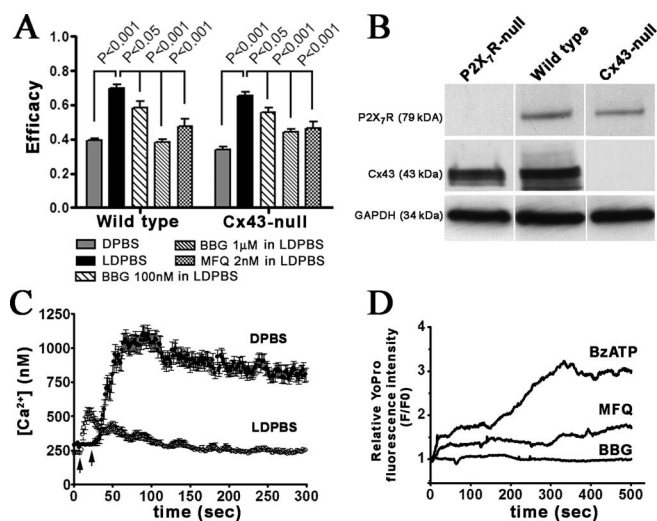 A
P<0.001
P<0.05
P<0.001
P<0.001
P<0.001
P<0.05
P<0.001
P<0.001
Efficacy
1.0
0.8
0.6
0.4
0.2
0
Wild type
Cx43-null
DPBS
LDPBS
BBG 100nM in LDPBS
BBG 1µM in LDPBS
MFQ 2nM in LDPBS
B
P2X7R-null
Wild type
Cx43-null
P2X7R (79 kDA)
Cx43 (43 kDa)
GAPDH (34 kDa)
C
[Ca2+] (nM)
1250
1000
750
500
250
0
DPBS
LDPBS
0 50 100 150 200 250 300
time (sec)
D
Relative YoPro
fluorescence intensity
(F/F0)
4
3
2
1
BzATP
MFQ
BBG
0 100 200 300 400 500
time (sec)